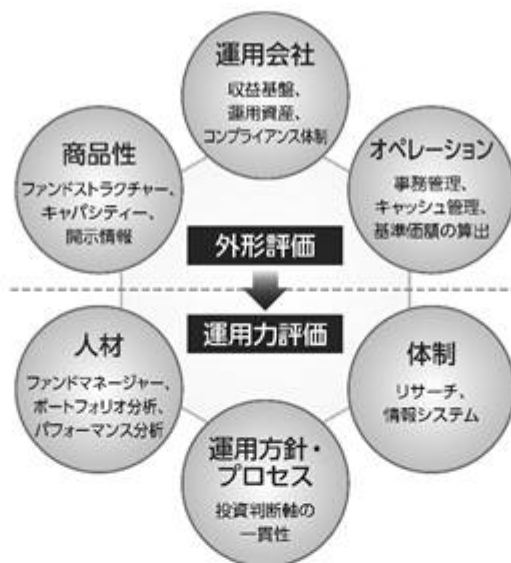 運用会社
収益基盤、
運用資産、
コンプライアンス体制
商品性
ファンドストラクチャー、
キャパシティー、
開示情報
オペレーション
事務管理、
キャッシュ管理、
基準価額の算出
外形評価
運用力評価
人材
ファンドマネージャー、
ポートフォリオ分析、
パフォーマンス分析
体制
リサーチ、
情報システム
運用方針・
プロセス
投資判断軸の
一貫性